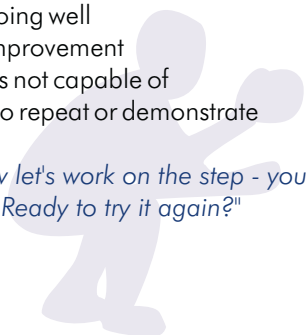 oing well
mprovement
s not capable of
o repeat or demonstrate
w let's work on the step - you
Ready to try it again?"